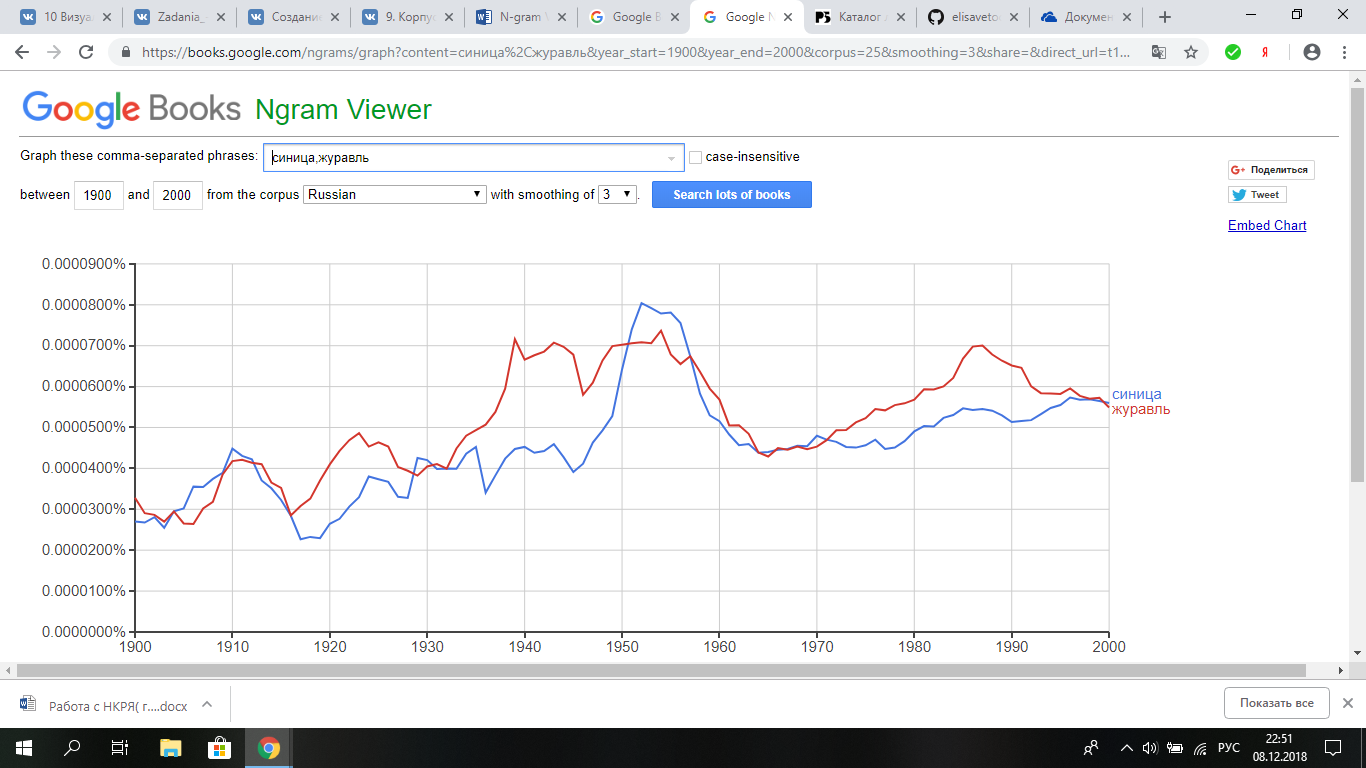 10 Визуа
Zadania_
Создание
9. Корпус
N-gram V
Google B
Google N
Каталог
elisavetoc
Докумен
https://books.google.com/ngrams/graph?content=синица%2Cжуравль&year_start=1900&year_end=2000&corpus=25&smoothing=3&share=&direct_url=t1...
Google Books Ngram Viewer
Graph these comma-separated phrases: синица,журавль case-insensitive
between 1900 and 2000 from the corpus Russian with smoothing of 3 . Search lots of books
G+ Поделиться
Tweet
Embed Chart
0.0000900%
0.0000800%
0.0000700%
0.0000600%
0.0000500%
0.0000400%
0.0000300%
0.0000200%
0.0000100%
0.0000000%
синица
журавль
1900 1910 1920 1930 1940 1950 1960 1970 1980 1990 2000
Работа с НКРЯ( г....docx
Показать все
РУС
22:51
08.12.2018